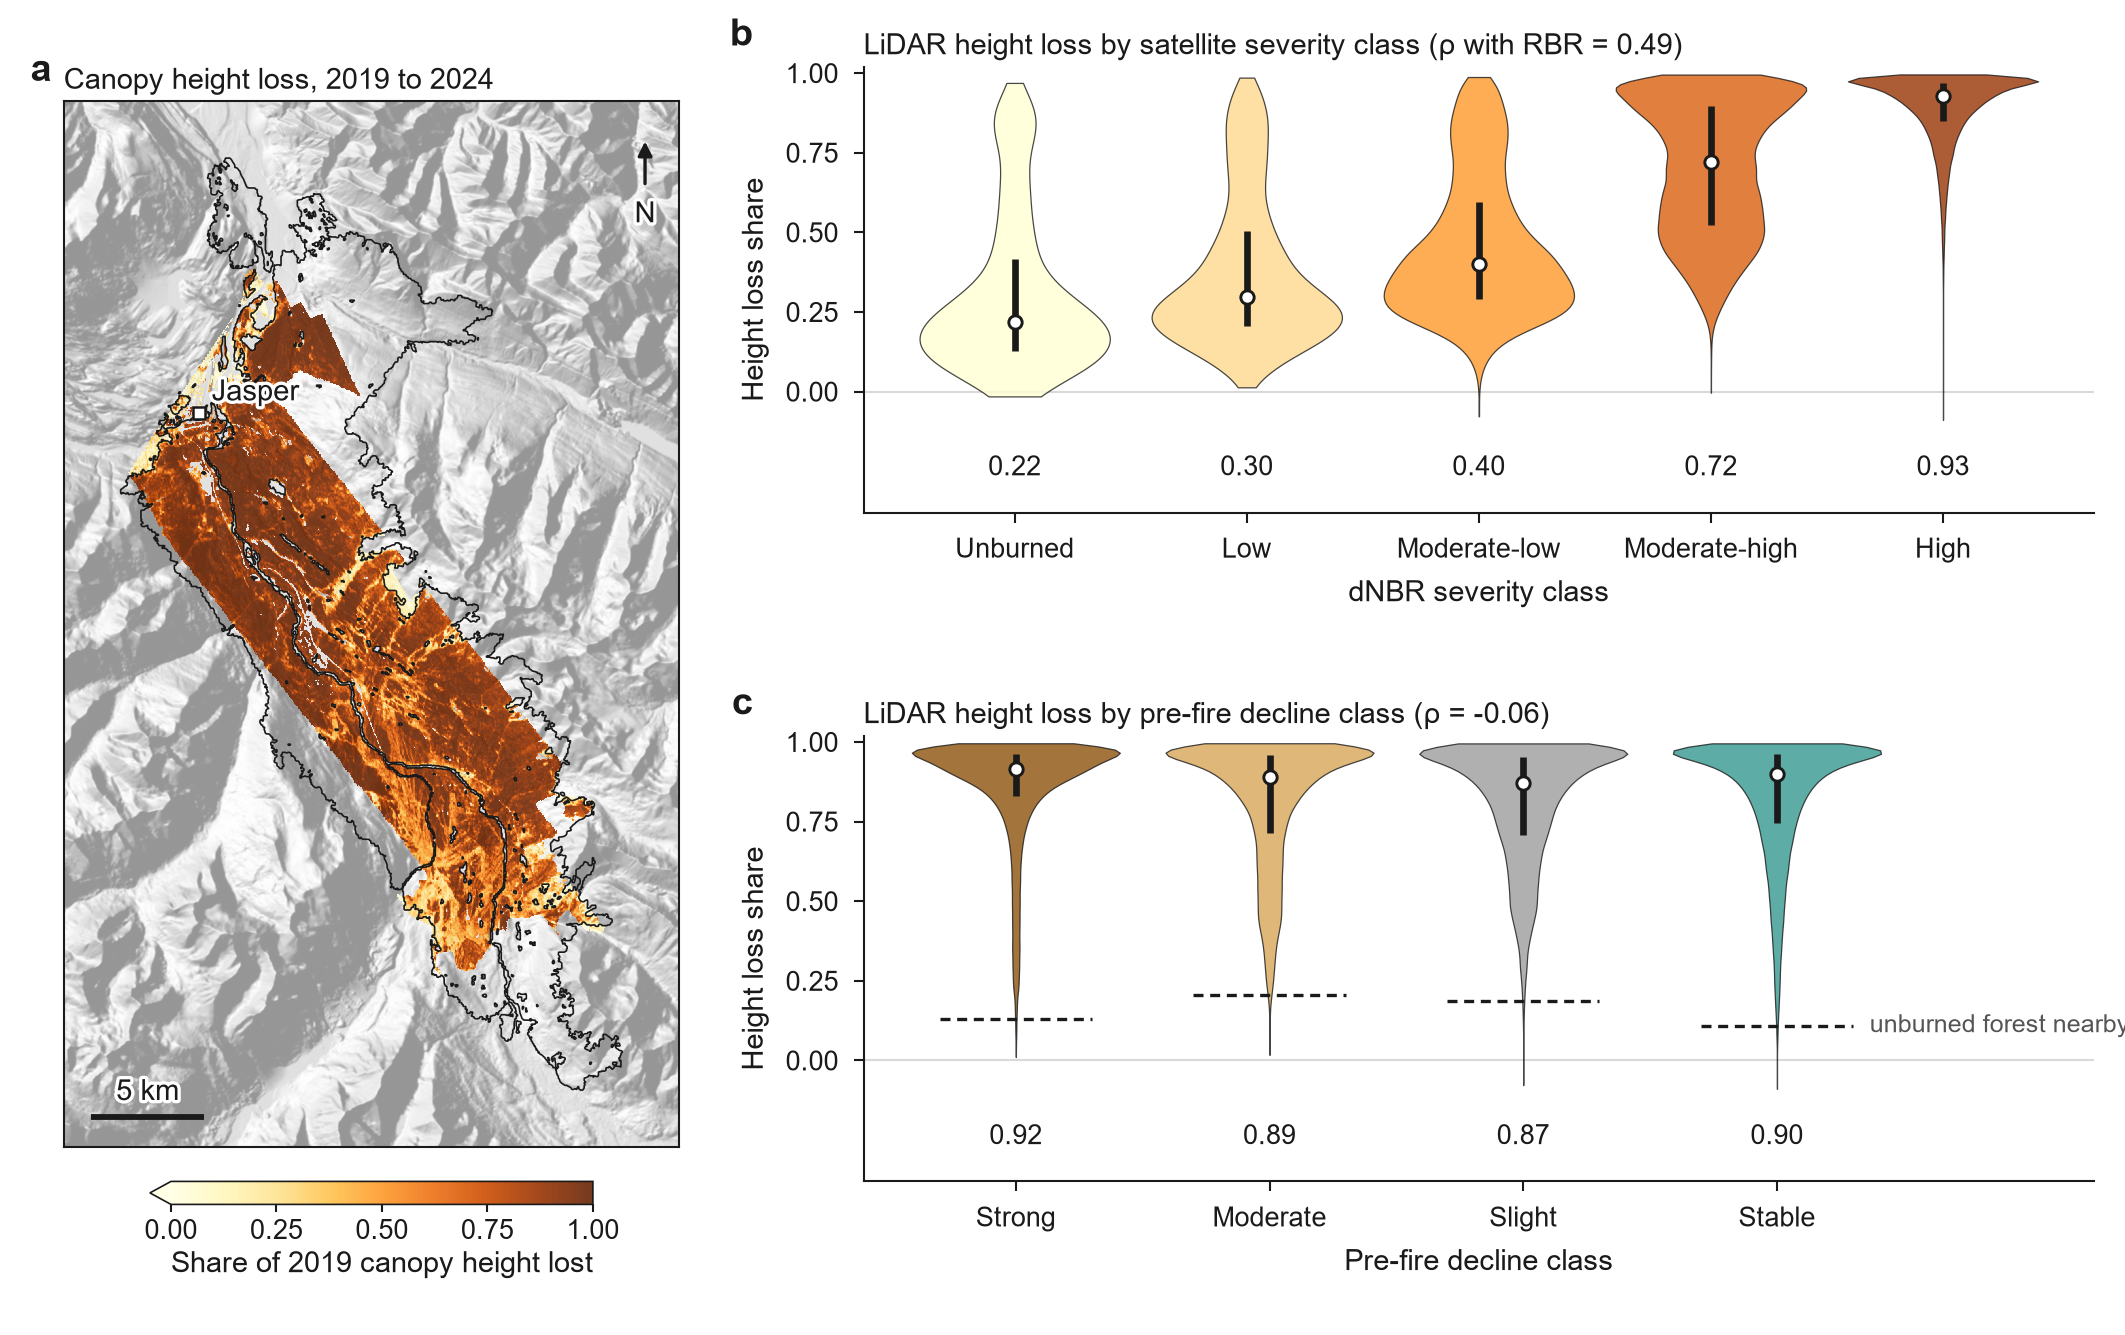 a
Canopy height loss, 2019 to 2024
N
Jasper
5 km
0.00 0.25 0.50 0.75 1.00
Share of 2019 canopy height lost
b
LiDAR height loss by satellite severity class (ρ with RBR = 0.49)
Height loss share
1.00
0.75
0.50
0.25
0.00
0.22 0.30 0.40 0.72 0.93
Unburned Low Moderate-low Moderate-high High
dNBR severity class
c
LiDAR height loss by pre-fire decline class (ρ = -0.06)
Height loss share
1.00
0.75
0.50
0.25
0.00
unburned forest nearby
0.92 0.89 0.87 0.90
Strong Moderate Slight Stable
Pre-fire decline class